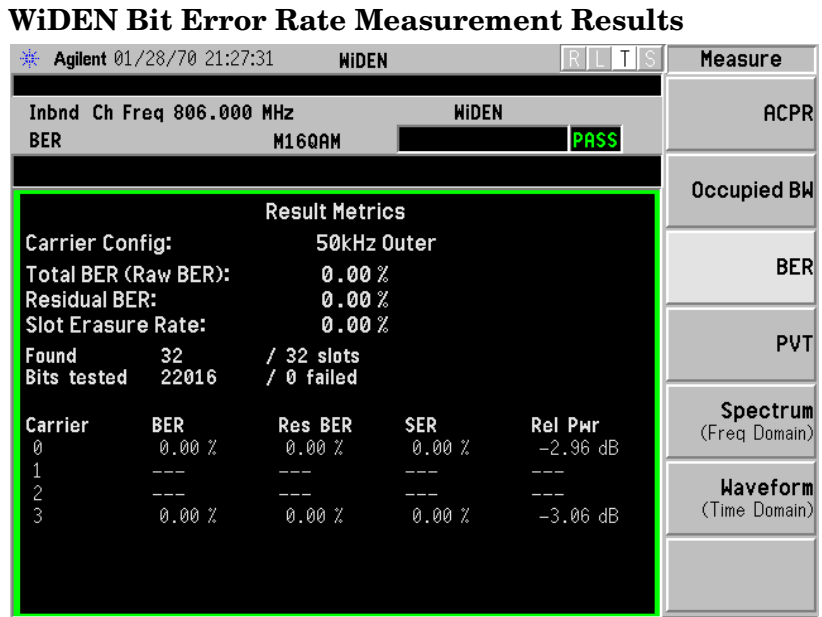 WiDEN Bit Error Rate Measurement Results
Agilent 01/28/70 21:27:31 WiDEN R L T S Measure
Inbnd Ch Freq 806.000 MHz WiDEN
BER M16QAM PASS
ACPR
Occupied BW
BER
PVT
Spectrum
(Freq Domain)
Waveform
(Time Domain)
Result Metrics
Carrier Config: 50kHz Outer
Total BER (Raw BER): 0.00 %
Residual BER: 0.00 %
Slot Erasure Rate: 0.00 %
Found 32 / 32 slots
Bits tested 22016 / 0 failed
Carrier BER Res BER SER Rel Pwr
0 0.00 % 0.00 % 0.00 % -2.96 dB
1 --- --- --- ---
2 --- --- --- ---
3 0.00 % 0.00 % 0.00 % -3.06 dB